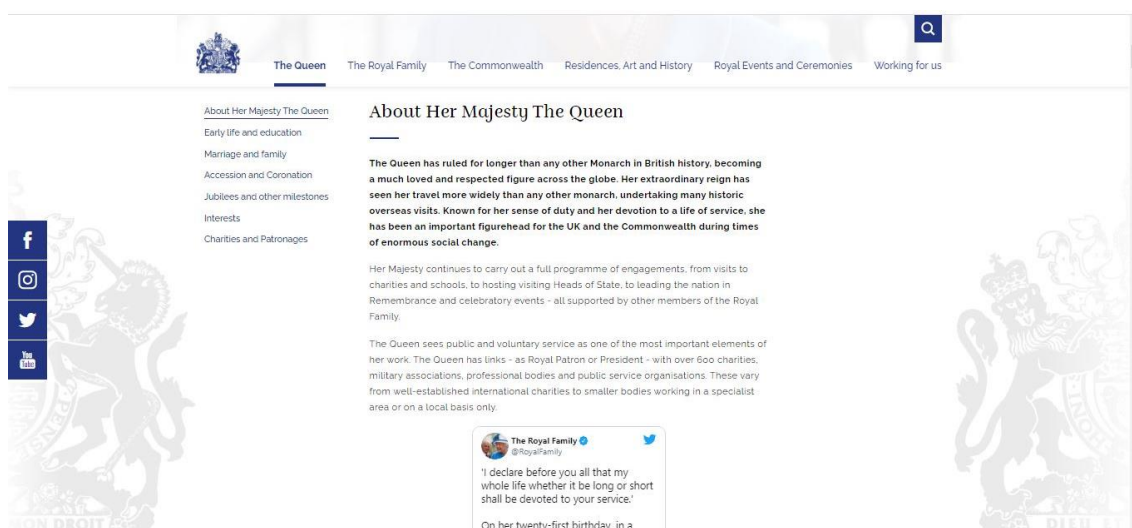 The Queen
The Royal Family
The Commonwealth
Residences, Art and History
Royal Events and Ceremonies
Working for us
About Her Majesty The Queen
Early life and education
Marriage and family
Accession and Coronation
Jubilees and other milestones
Interests
Charities and Patronages
About Her Majesty The Queen
The Queen has ruled for longer than any other Monarch in British history, becoming
a much loved and respected figure across the globe. Her extraordinary reign has
seen her travel more widely than any other monarch, undertaking many historic
overseas visits. Known for her sense of duty and her devotion to a life of service, she
has been an important figurehead for the UK and the Commonwealth during times
of enormous social change.
Her Majesty continues to carry out a full programme of engagements, from visits to
charities and schools, to hosting visiting Heads of State, to leading the nation in
Remembrance and celebratory events - all supported by other members of the Royal
Family.
The Queen sees public and voluntary service as one of the most important elements of
her work. The Queen has links - as Royal Patron or President - with over 600 charities,
military associations, professional bodies and public service organisations. These vary
from well-established international charities to smaller bodies working in a specialist
area or on a local basis only.
The Royal Family
@RoyalFamily
'I declare before you all that my
whole life whether it be long or short
shall be devoted to your service.'
On her twenty-first birthday, in a
You
Tube
MON DROIT
DIEU ET